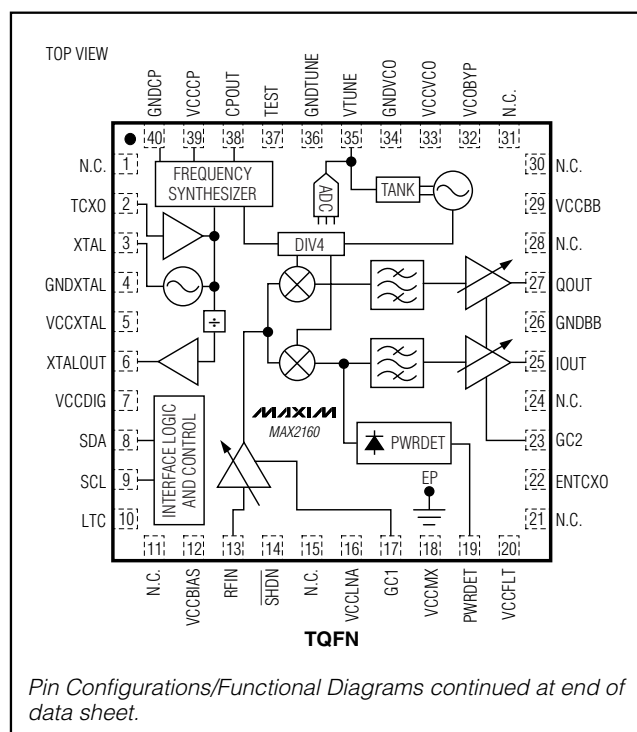 TOP VIEW
GNDCP
VCCCP
CPOUT
TEST
GNDTUNE
VTUNE
GNDVCO
VCCVCO
VCOBYP
N.C.
40
39
38
37
36
35
34
33
32
31
N.C. 1
TCXO 2
XTAL 3
GNDXTAL 4
VCCXTAL 5
XTALOUT 6
VCCDIG 7
SDA 8
SCL 9
LTC 10
FREQUENCY
SYNTHESIZER
ADC
TANK
DIV4
÷
INTERFACE LOGIC
AND CONTROL
MAXIM
MAX2160
PWRDET
EP
30 N.C.
29 VCCBB
28 N.C.
27 QOUT
26 GNDBB
25 IOUT
24 N.C.
23 GC2
22 ENTCXO
21 N.C.
11
12
13
14
15
16
17
18
19
20
N.C.
VCCBIAS
RFIN
SHDN
N.C.
VCCLNA
GC1
VCCMX
PWRDET
VCCFLT
TQFN
Pin Configurations/Functional Diagrams continued at end of
data sheet.